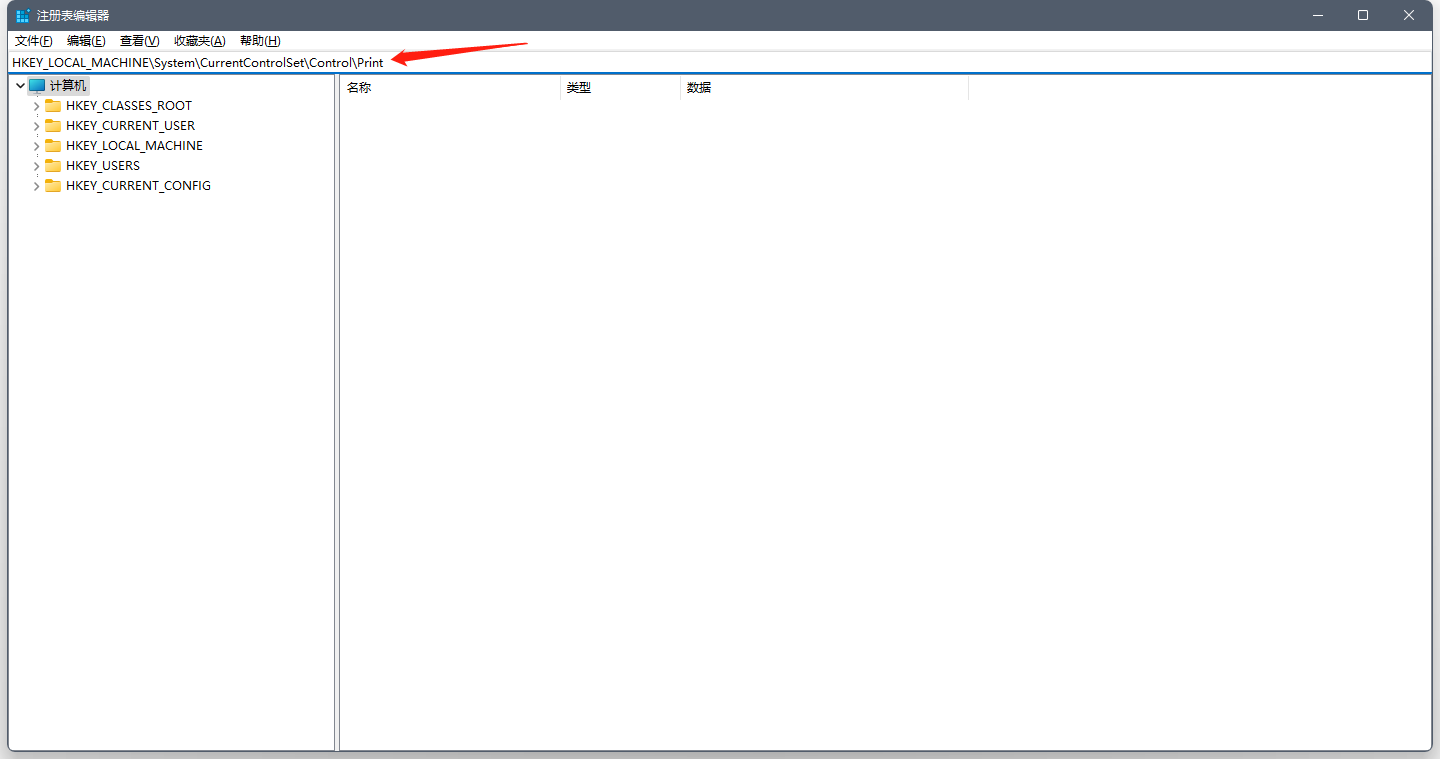 注册表编辑器
文件(F) 编辑(E) 查看(V) 收藏夹(A) 帮助(H)
HKEY_LOCAL_MACHINE\System\CurrentControlSet\Control\Print
计算机
HKEY_CLASSES_ROOT
HKEY_CURRENT_USER
HKEY_LOCAL_MACHINE
HKEY_USERS
HKEY_CURRENT_CONFIG
名称 类型 数据